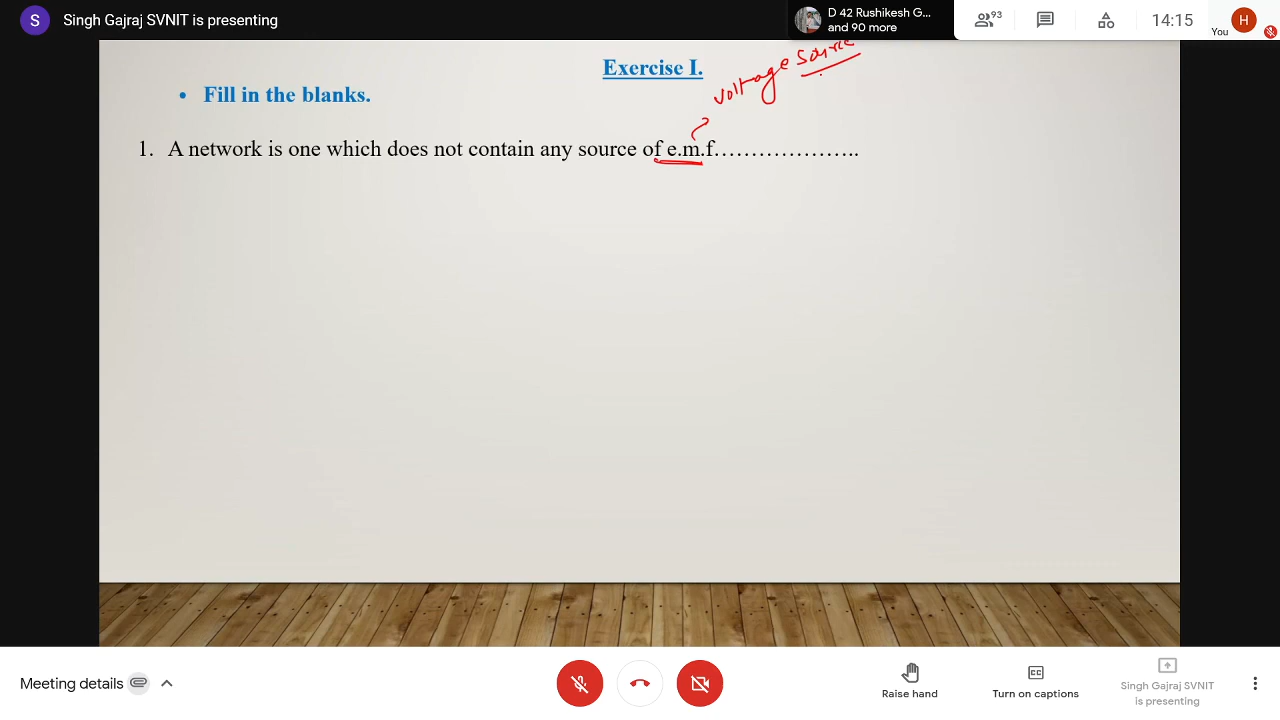 S Singh Gajraj SVNIT is presenting
D 42 Rushikesh G...
and 90 more
93
14:15
You
H
Exercise I.
voltage source
• Fill in the blanks.
1. A network is one which does not contain any source of e.m.f………………..
Meeting details
Raise hand
Turn on captions
Singh Gajraj SVNIT
is presenting